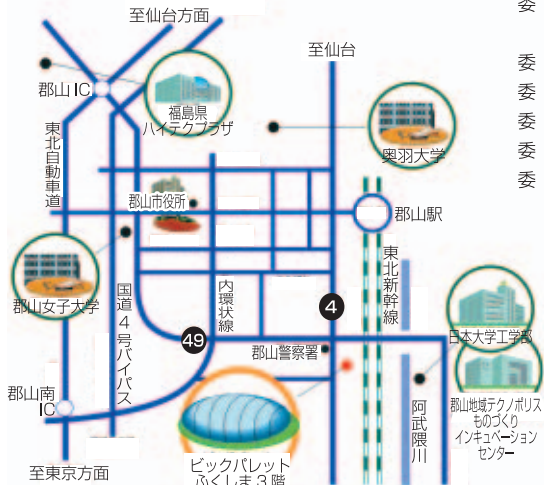 至仙台方面
委
至仙台
委
委
委
委
委
郡山 IC
福島県
ハイテクプラザ
東北自動車道
奥羽大学
郡山市役所
郡山駅
郡山女子大学
国道4号バイパス
内環状線
東北新幹線
4
49
郡山警察署
日本大学工学部
郡山南
IC
阿武隈川
郡山地域テクノポリス
ものづくり
インキュベーション
センター
ビックパレット
ふくしま3階
至東京方面